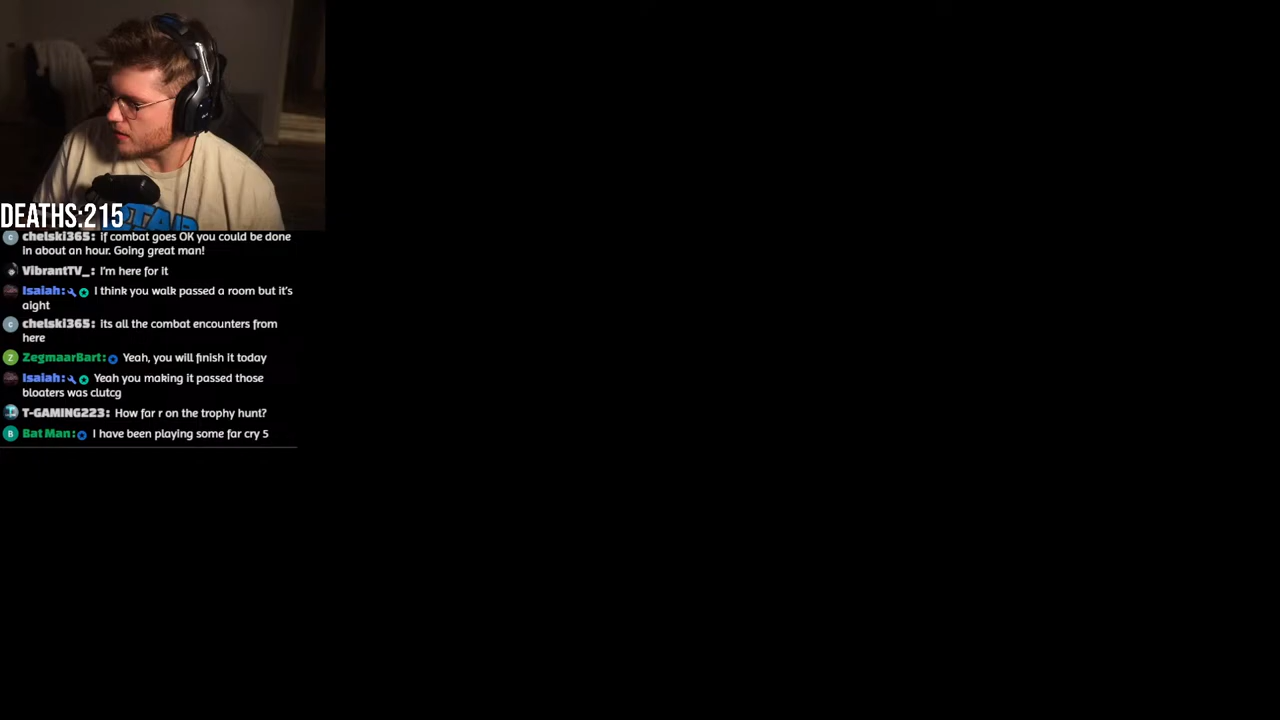 DEATHS:215
chelski365: if combat goes OK you could be done
in about an hour. Going great man!
VibrantTV_: I'm here for it
Isaiah: I think you walk passed a room but it's
aight
chelski365: its all the combat encounters from
here
ZegmaarBart: Yeah, you will finish it today
Isaiah: Yeah you making it passed those
bloaters was clutcg
T-GAMING223: How far r on the trophy hunt?
Bat Man: I have been playing some far cry 5